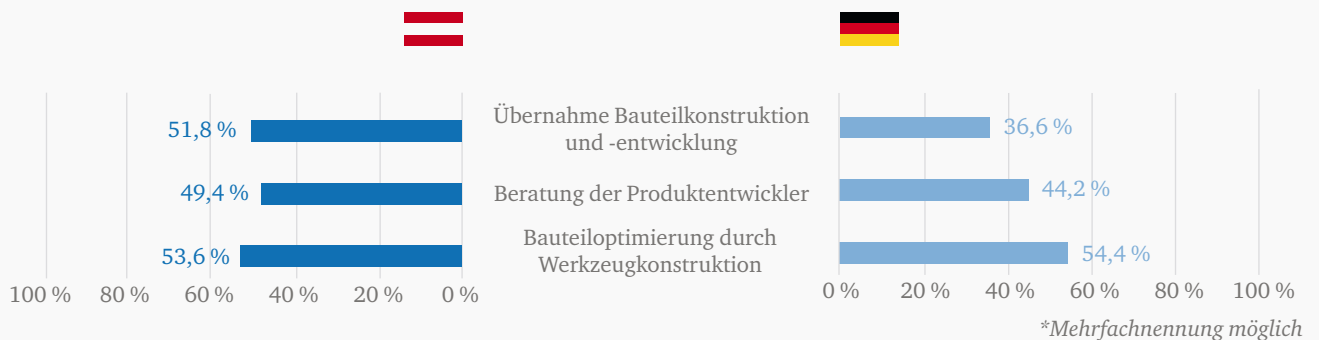 Übernahme Bauteilkonstruktion
und -entwicklung
51,8 %
36,6 %
Beratung der Produktentwickler
49,4 %
44,2 %
Bauteiloptimierung durch
Werkzeugkonstruktion
53,6 %
54,4 %
100 % 80 % 60 % 40 % 20 % 0 %
0 % 20 % 40 % 60 % 80 % 100 %
*Mehrfachnennung möglich